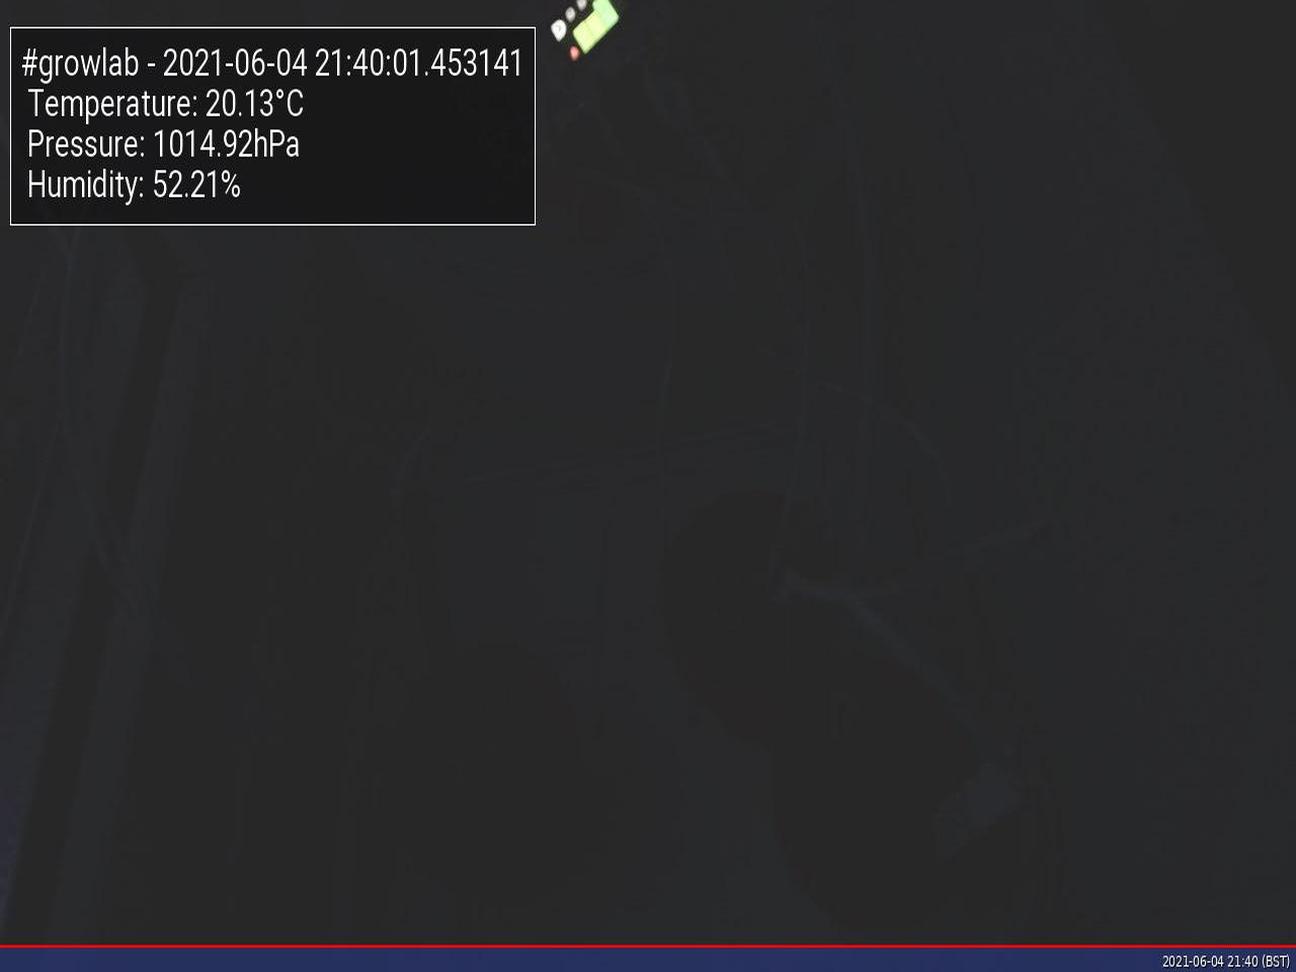 #growlab - 2021-06-04 21:40:01.453141
Temperature: 20.13°C
Pressure: 1014.92hPa
Humidity: 52.21%
2021-06-04 21:40 (BST)